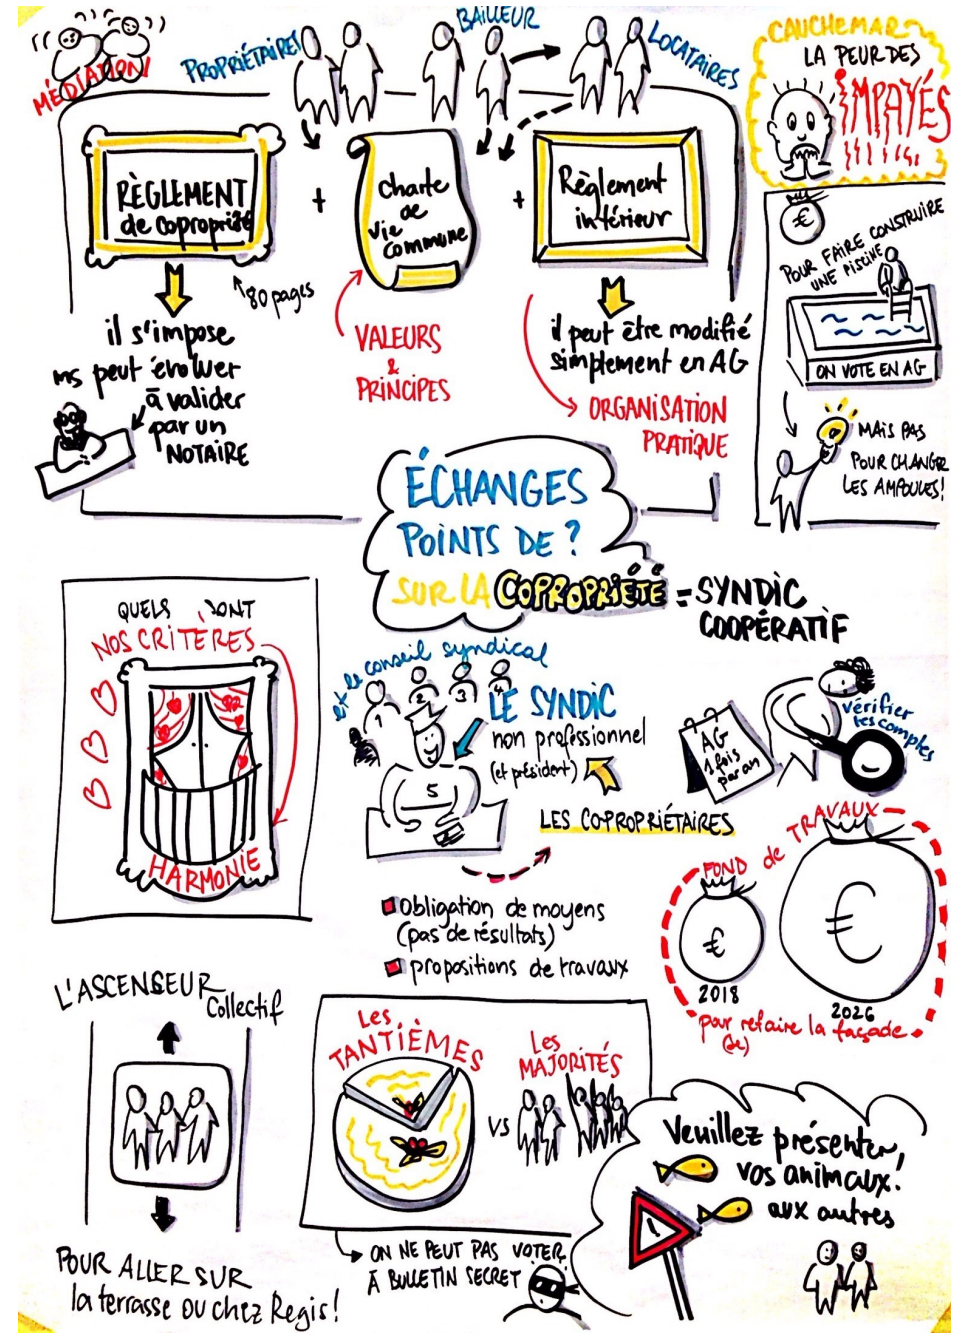 MÉDIATION!
PROPRIÉTAIRES
BAILLEUR
LOCATAIRES
CAUCHEMAR
LA PEUR DES
IMPAYÉS
RÈGLEMENT
de copropriété
+
charte
de
vie
commune
+
Règlement
intérieur
80 pages
il s'impose
ms peut évoluer
à valider
par un
NOTAIRE
VALEURS
&
PRINCIPES
il peut être modifié
simplement en AG
ORGANISATION
PRATIQUE
€
POUR FAIRE CONSTRUIRE
UNE PISCINE
ON VOTE EN AG
MAIS PAS
POUR CHANGER
LES AMPOULES!
ÉCHANGES
POINTS DE ?
SUR LA COPROPRIÉTÉ = SYNDIC
COOPÉRATIF
QUELS SONT
NOS CRITÈRES
HARMONIE
et le conseil syndical
1 2 3 4
5
LE SYNDIC
non professionnel
(et président)
LES COPROPRIÉTAIRES
AG
1 fois
par an
vérifier
les comptes
obligation de moyens
(pas de résultats)
propositions de travaux
FOND de TRAVAUX
€
€
2018
2026
pour refaire la façade
(2e)
L'ASCENSEUR
Collectif
POUR ALLER SUR
la terrasse ou chez Regis!
Les
TANTIÈMES
VS
Les
MAJORITÉS
ON NE PEUT PAS VOTER
À BULLETIN SECRET
Veuillez présenter
vos animaux
aux autres
!